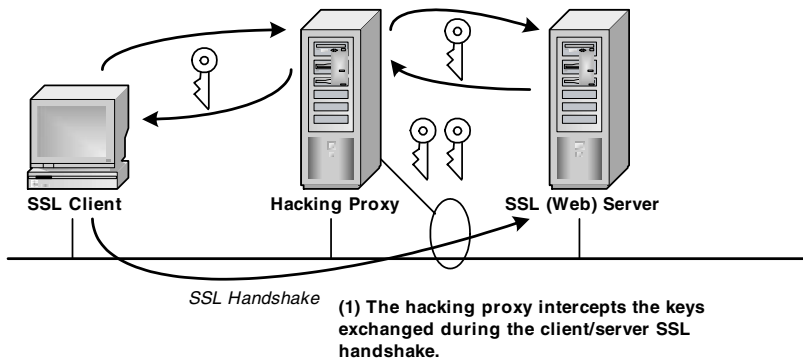 SSL Client
Hacking Proxy
SSL (Web) Server
SSL Handshake
(1) The hacking proxy intercepts the keys
exchanged during the client/server SSL
handshake.